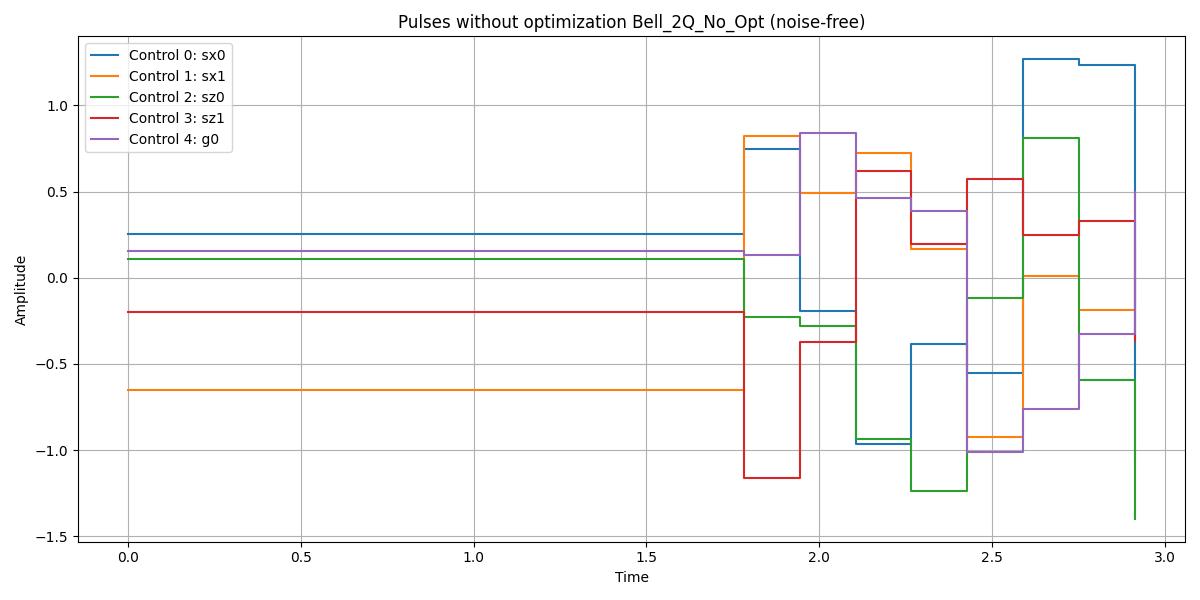 Pulses without optimization Bell_2Q_No_Opt (noise-free)
Control 0: sx0
Control 1: sx1
Control 2: sz0
Control 3: sz1
Control 4: g0
1.0
0.5
0.0
−0.5
−1.0
−1.5
Amplitude
0.0 0.5 1.0 1.5 2.0 2.5 3.0
Time